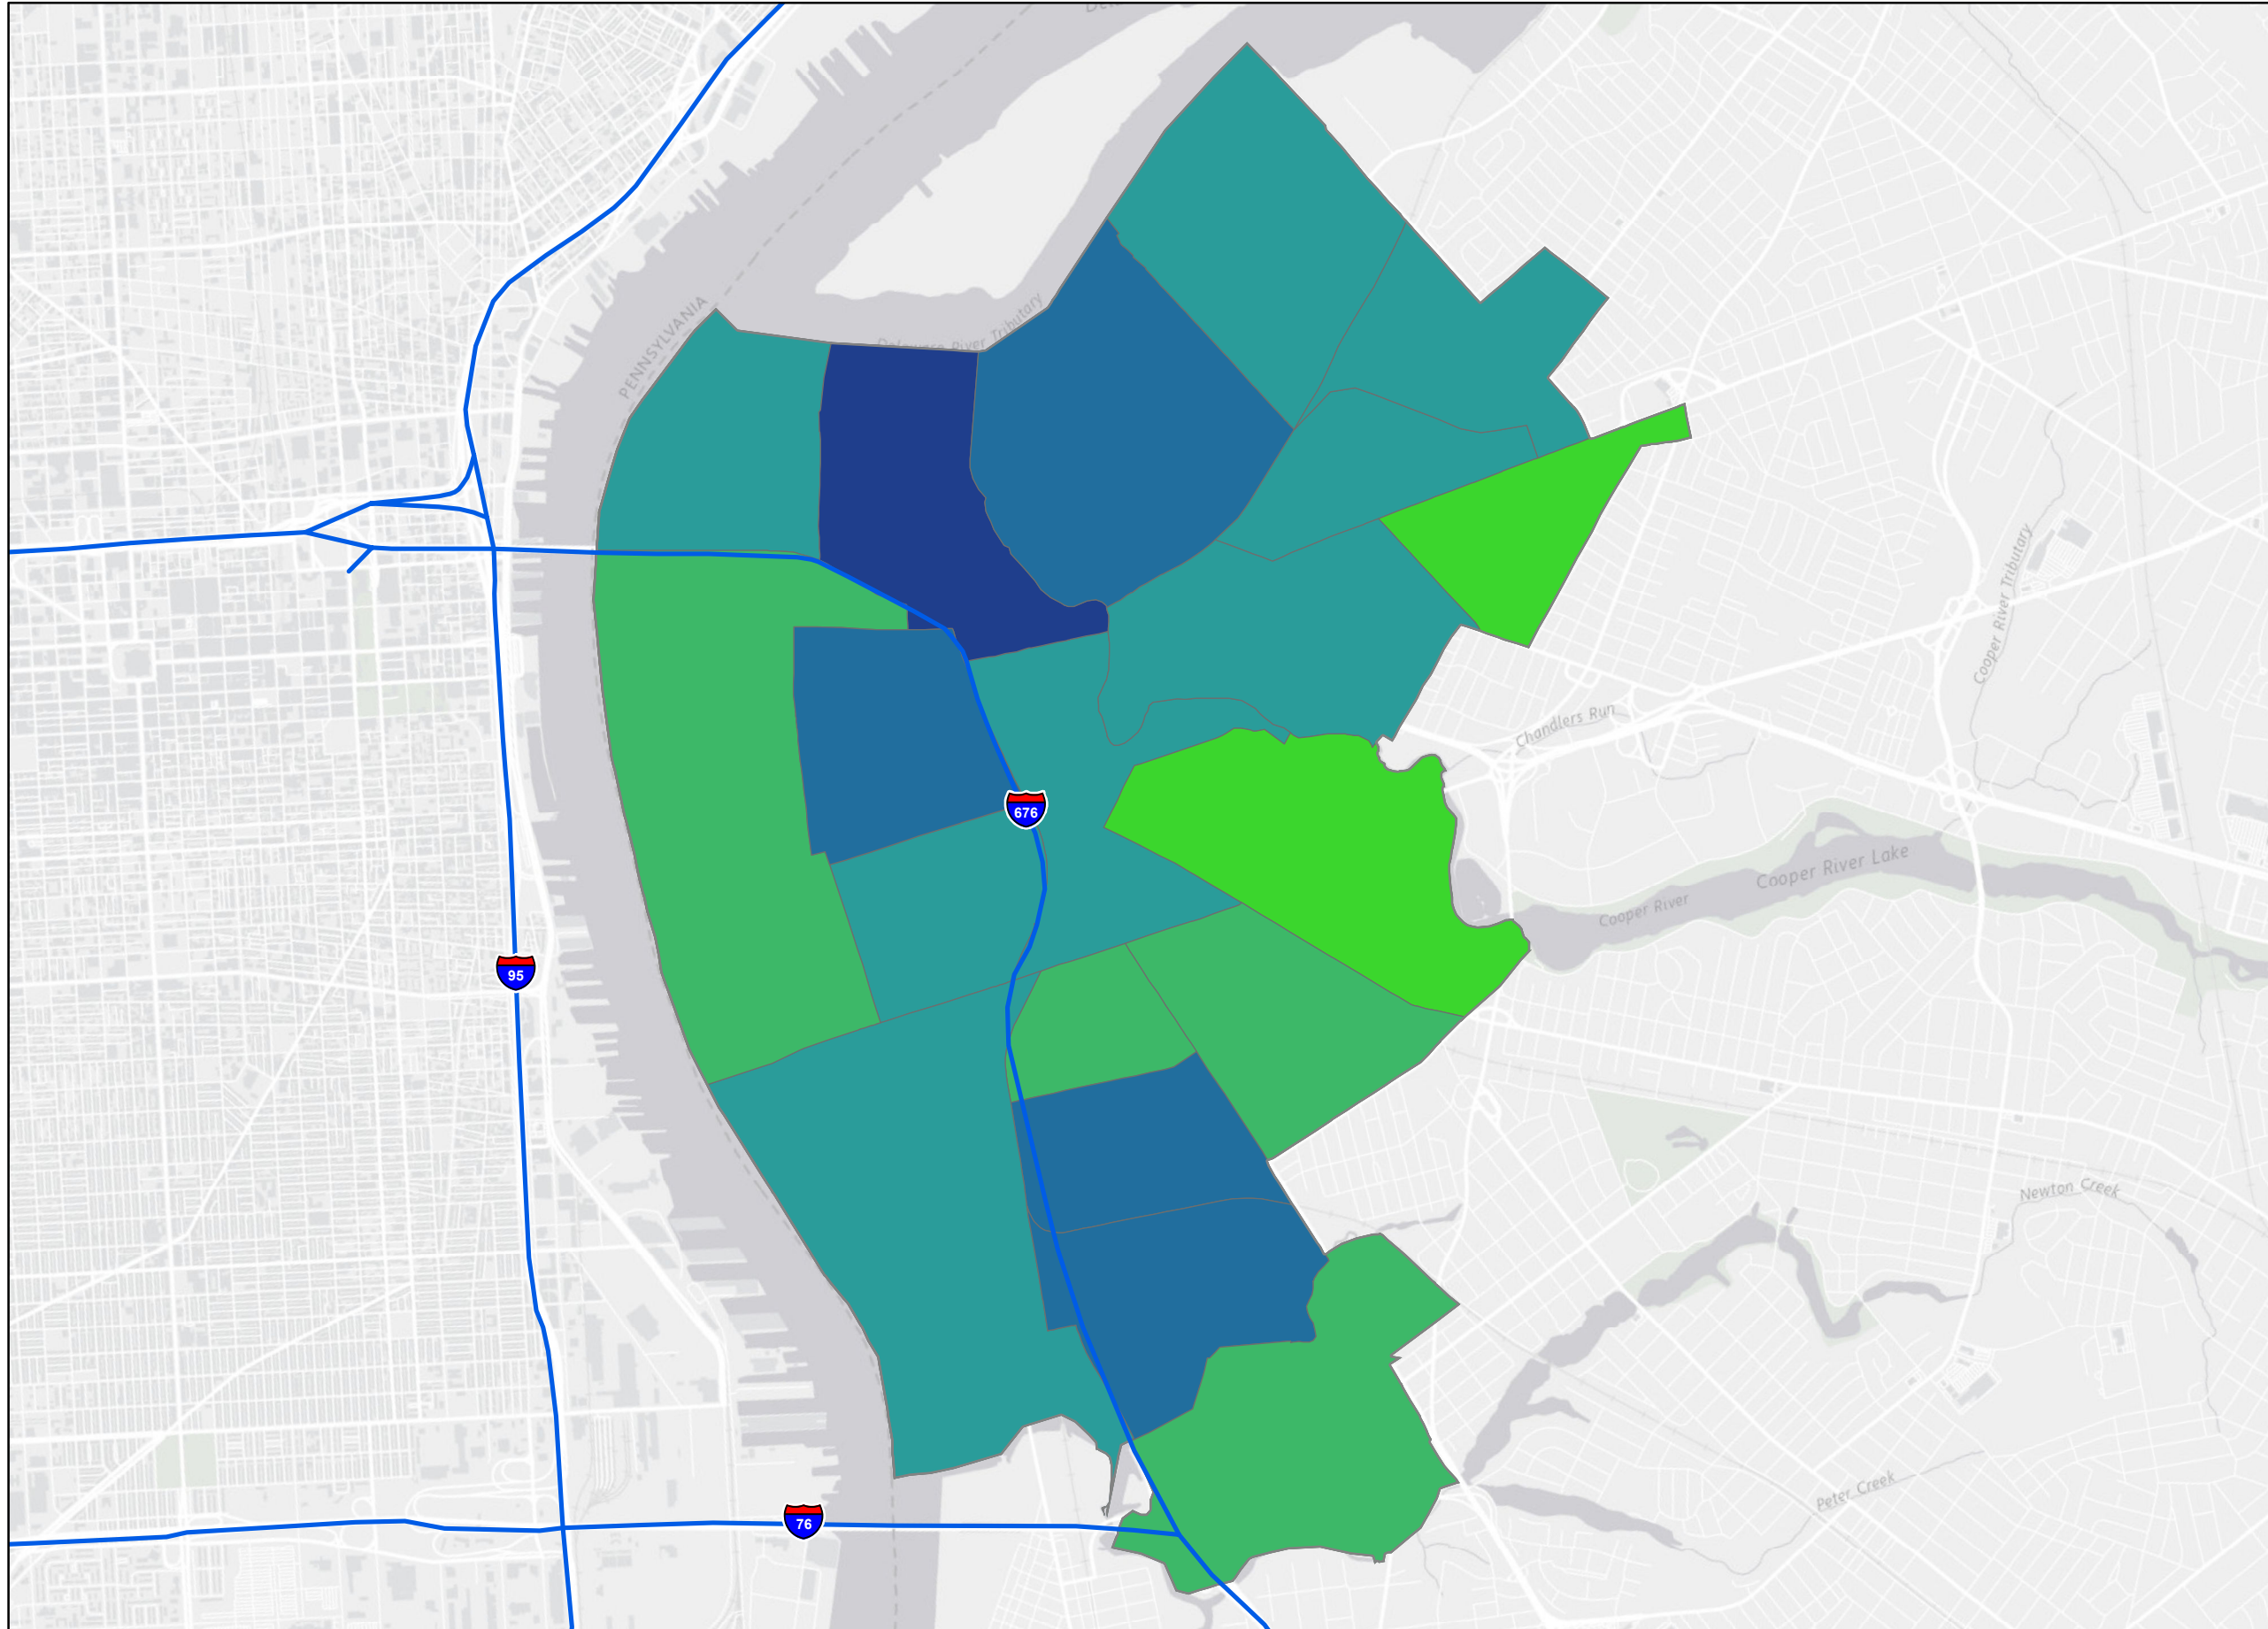 PENNSYLVANIA
Delaware River Tributary
676
95
76
Cooper River Tributary
Chandlers Run
Cooper River Lake
Cooper River
Newton Creek
Peter Creek